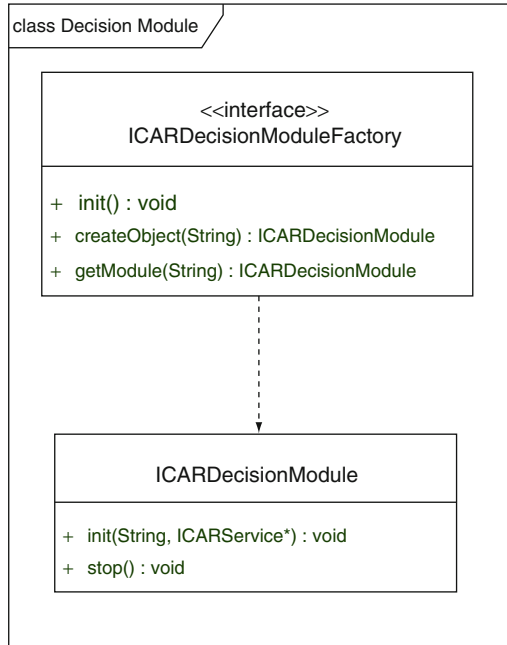 class Decision Module
<<interface>>
ICARDecisionModuleFactory
+ init() : void
+ createObject(String) : ICARDecisionModule
+ getModule(String) : ICARDecisionModule
ICARDecisionModule
+ init(String, ICARService*) : void
+ stop() : void